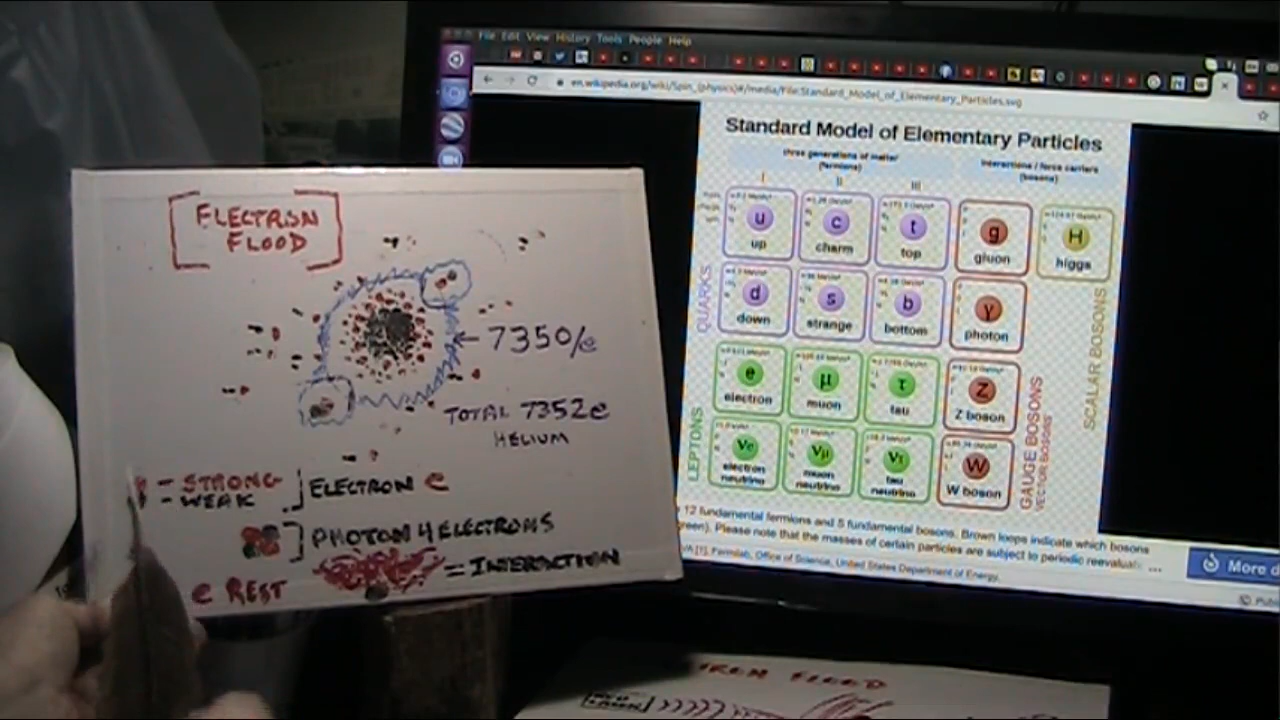 ELECTRON
FLOOD
7350/e
TOTAL 7352e
HELIUM
- STRONG
- WEAK
ELECTRON e
PHOTON 4 ELECTRONS
e REST
= INTERACTION
File Edit View History Tools People Help
en.wikipedia.org/wiki/Spin_(physics)#/media/File:Standard_Model_of_Elementary_Particles.svg
Standard Model of Elementary Particles
three generations of matter
(fermions)
interactions / force carriers
(bosons)
I II III
u c t g H
up charm top gluon higgs
d s b γ
down strange bottom photon
e μ τ Z
electron muon tau Z boson
νe νμ ντ W
electron neutrino muon neutrino tau neutrino W boson
QUARKS
LEPTONS
GAUGE BOSONS
VECTOR BOSONS
SCALAR BOSONS
12 fundamental fermions and 5 fundamental bosons. Brown loops indicate which bosons
green). Please note that the masses of certain particles are subject to periodic reevalua ...
[1], Fermilab, Office of Science, United States Department of Energy,
More d
FLOOD